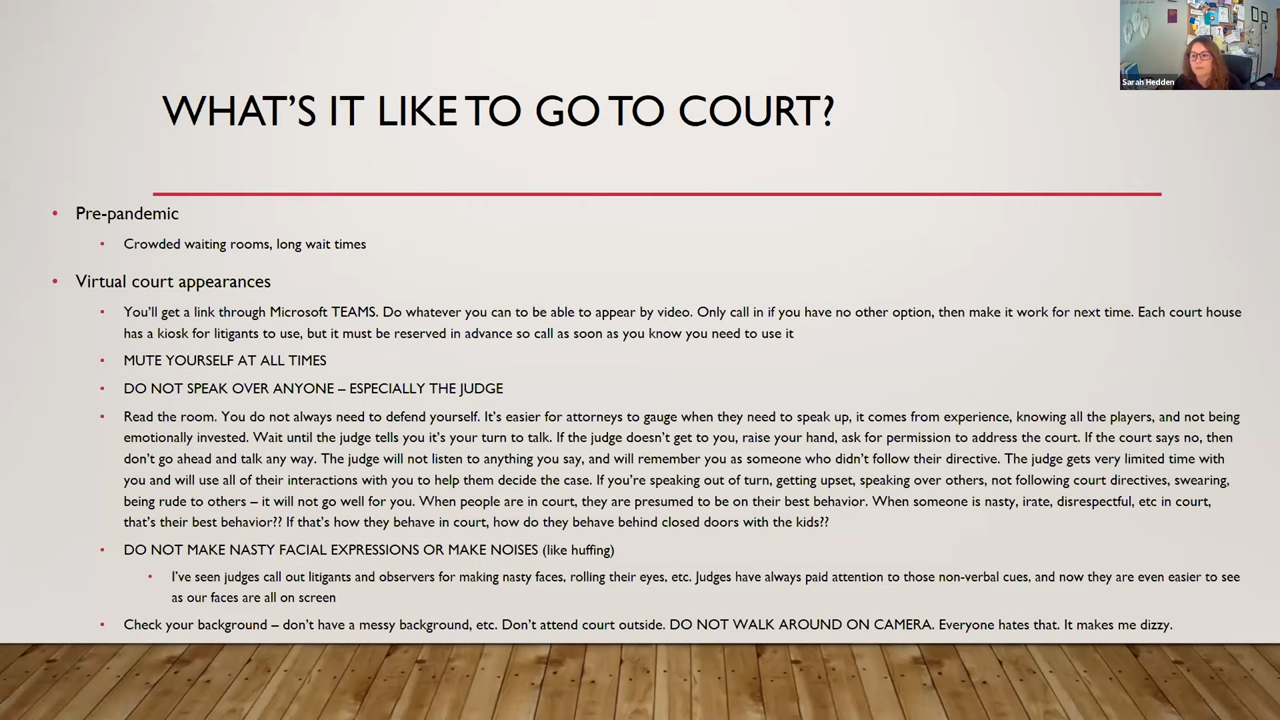 Sarah Hedden
WHAT'S IT LIKE TO GO TO COURT?
• Pre-pandemic
• Crowded waiting rooms, long wait times
• Virtual court appearances
• You'll get a link through Microsoft TEAMS. Do whatever you can to be able to appear by video. Only call in if you have no other option, then make it work for next time. Each court house
has a kiosk for litigants to use, but it must be reserved in advance so call as soon as you know you need to use it
• MUTE YOURSELF AT ALL TIMES
• DO NOT SPEAK OVER ANYONE – ESPECIALLY THE JUDGE
• Read the room. You do not always need to defend yourself. It's easier for attorneys to gauge when they need to speak up, it comes from experience, knowing all the players, and not being
emotionally invested. Wait until the judge tells you it's your turn to talk. If the judge doesn't get to you, raise your hand, ask for permission to address the court. If the court says no, then
don't go ahead and talk any way. The judge will not listen to anything you say, and will remember you as someone who didn't follow their directive. The judge gets very limited time with
you and will use all of their interactions with you to help them decide the case. If you're speaking out of turn, getting upset, speaking over others, not following court directives, swearing,
being rude to others – it will not go well for you. When people are in court, they are presumed to be on their best behavior. When someone is nasty, irate, disrespectful, etc in court,
that's their best behavior?? If that's how they behave in court, how do they behave behind closed doors with the kids??
• DO NOT MAKE NASTY FACIAL EXPRESSIONS OR MAKE NOISES (like huffing)
• I've seen judges call out litigants and observers for making nasty faces, rolling their eyes, etc. Judges have always paid attention to those non-verbal cues, and now they are even easier to see
as our faces are all on screen
• Check your background – don't have a messy background, etc. Don't attend court outside. DO NOT WALK AROUND ON CAMERA. Everyone hates that. It makes me dizzy.